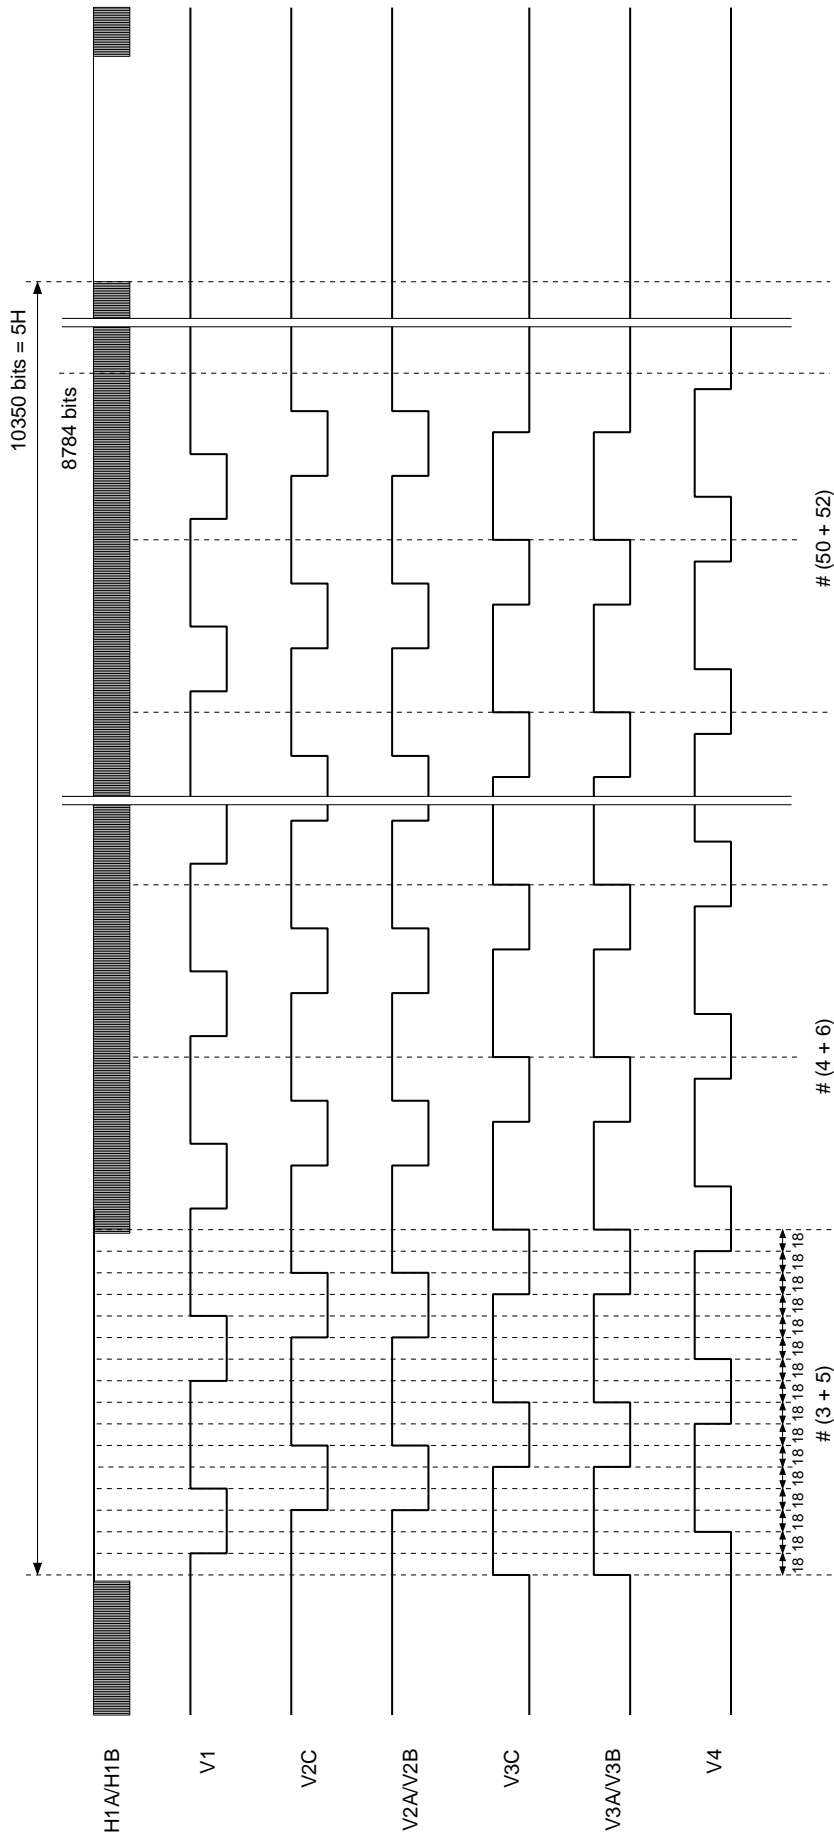 10350 bits = 5H
8784 bits
H1A/H1B
V1
V2C
V2A/V2B
V3C
V3A/V3B
V4
18 18 18 18 18 18 18 18 18 18 18 18 18 18 18 18
# (3 + 5)
# (4 + 6)
# (50 + 52)